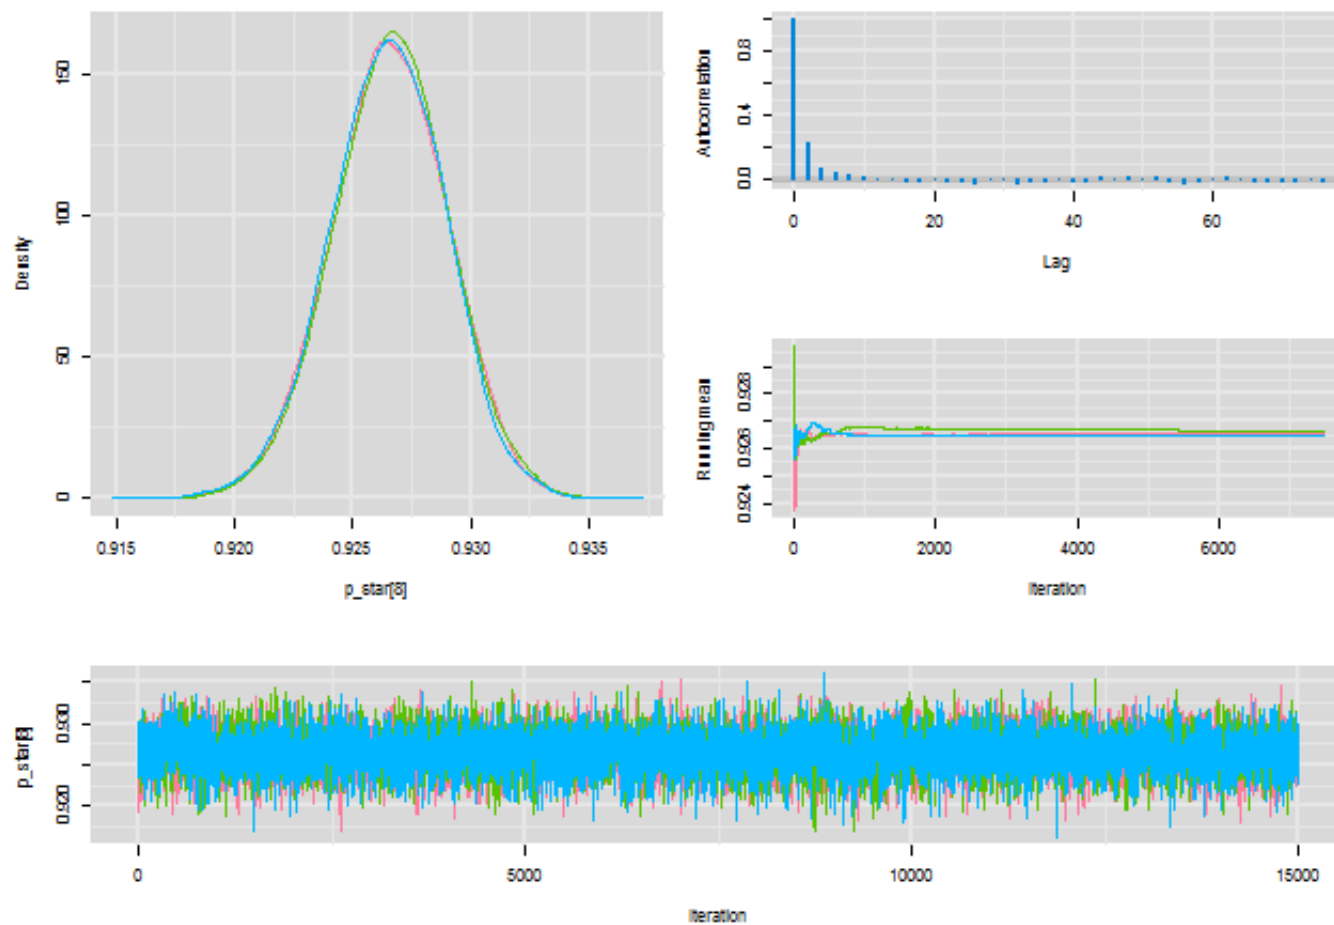 Density
150
100
50
0
0.915 0.920 0.925 0.930 0.935
p_star[8]
Autocorrelation
0.8
0.4
0.0
0 20 40 60
Lag
Running mean
0.928
0.926
0.924
0 2000 4000 6000
Iteration
p_star[8]
0.930
0.920
0 5000 10000 15000
Iteration